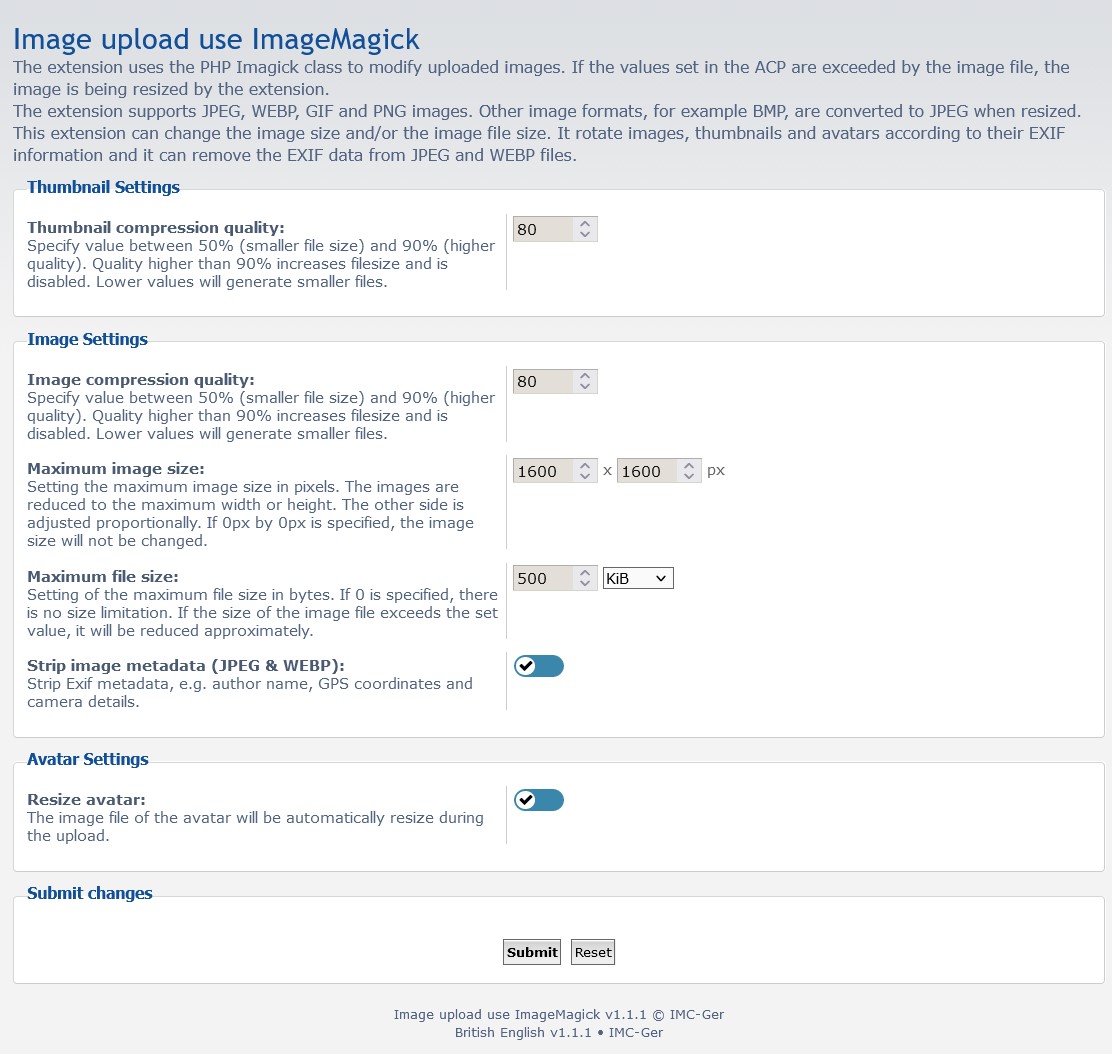 Image upload use ImageMagick
The extension uses the PHP Imagick class to modify uploaded images. If the values set in the ACP are exceeded by the image file, the
image is being resized by the extension.
The extension supports JPEG, WEBP, GIF and PNG images. Other image formats, for example BMP, are converted to JPEG when resized.
This extension can change the image size and/or the image file size. It rotate images, thumbnails and avatars according to their EXIF
information and it can remove the EXIF data from JPEG and WEBP files.
Thumbnail Settings
Thumbnail compression quality:
80
Specify value between 50% (smaller file size) and 90% (higher
quality). Quality higher than 90% increases filesize and is
disabled. Lower values will generate smaller files.
Image Settings
Image compression quality:
80
Specify value between 50% (smaller file size) and 90% (higher
quality). Quality higher than 90% increases filesize and is
disabled. Lower values will generate smaller files.
Maximum image size:
1600 x 1600 px
Setting the maximum image size in pixels. The images are
reduced to the maximum width or height. The other side is
adjusted proportionally. If 0px by 0px is specified, the image
size will not be changed.
Maximum file size:
500 KiB
Setting of the maximum file size in bytes. If 0 is specified, there
is no size limitation. If the size of the image file exceeds the set
value, it will be reduced approximately.
Strip image metadata (JPEG & WEBP):
Strip Exif metadata, e.g. author name, GPS coordinates and
camera details.
Avatar Settings
Resize avatar:
The image file of the avatar will be automatically resize during
the upload.
Submit changes
Submit Reset
Image upload use ImageMagick v1.1.1 © IMC-Ger
British English v1.1.1 • IMC-Ger